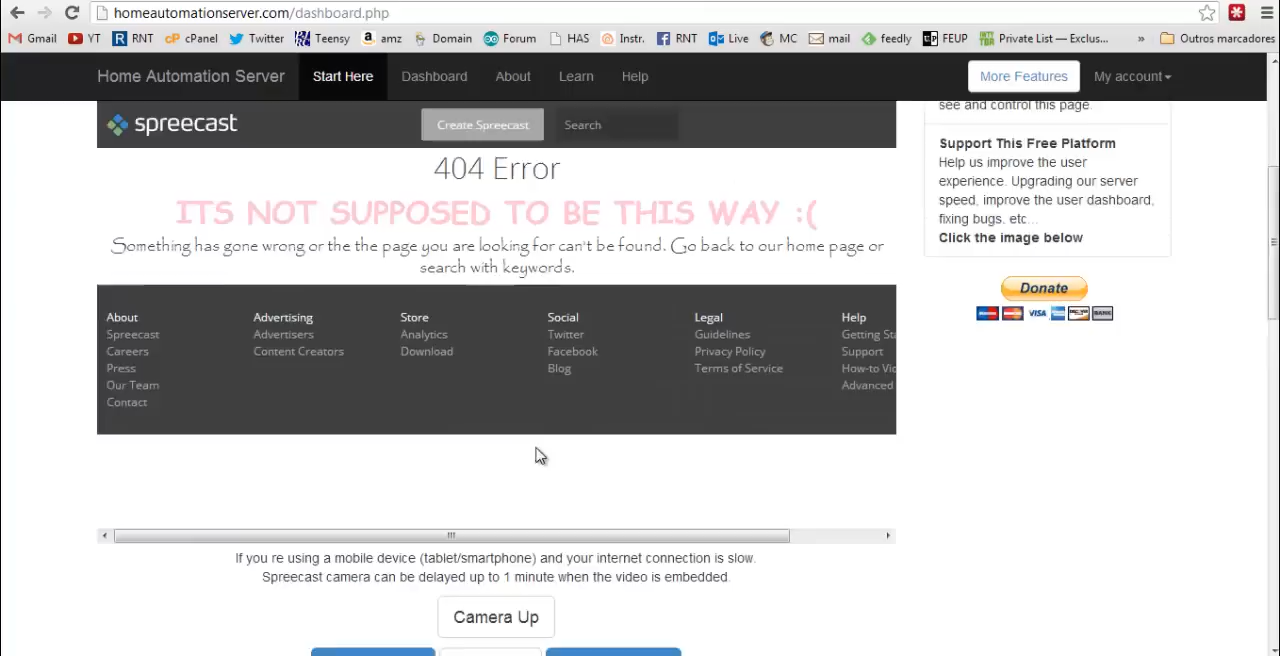 homeautomationserver.com/dashboard.php
Gmail YT RNT cPanel Twitter Teensy amz Domain Forum HAS Instr. RNT Live MC mail feedly FEUP Private List — Exclus... » Outros marcadores
Home Automation Server Start Here Dashboard About Learn Help More Features My account
see and control this page.
spreecast Create Spreecast Search
404 Error
ITS NOT SUPPOSED TO BE THIS WAY :(
Something has gone wrong or the the page you are looking for can't be found. Go back to our home page or
search with keywords.
Support This Free Platform
Help us improve the user
experience. Upgrading our server
speed, improve the user dashboard,
fixing bugs. etc...
Click the image below
Donate
VISA BANK
About Advertising Store Social Legal Help
Spreecast Advertisers Analytics Twitter Guidelines Getting Sta
Careers Content Creators Download Facebook Privacy Policy Support
Press Blog Terms of Service How-to Vid
Our Team Advanced
Contact
If you re using a mobile device (tablet/smartphone) and your internet connection is slow.
Spreecast camera can be delayed up to 1 minute when the video is embedded.
Camera Up